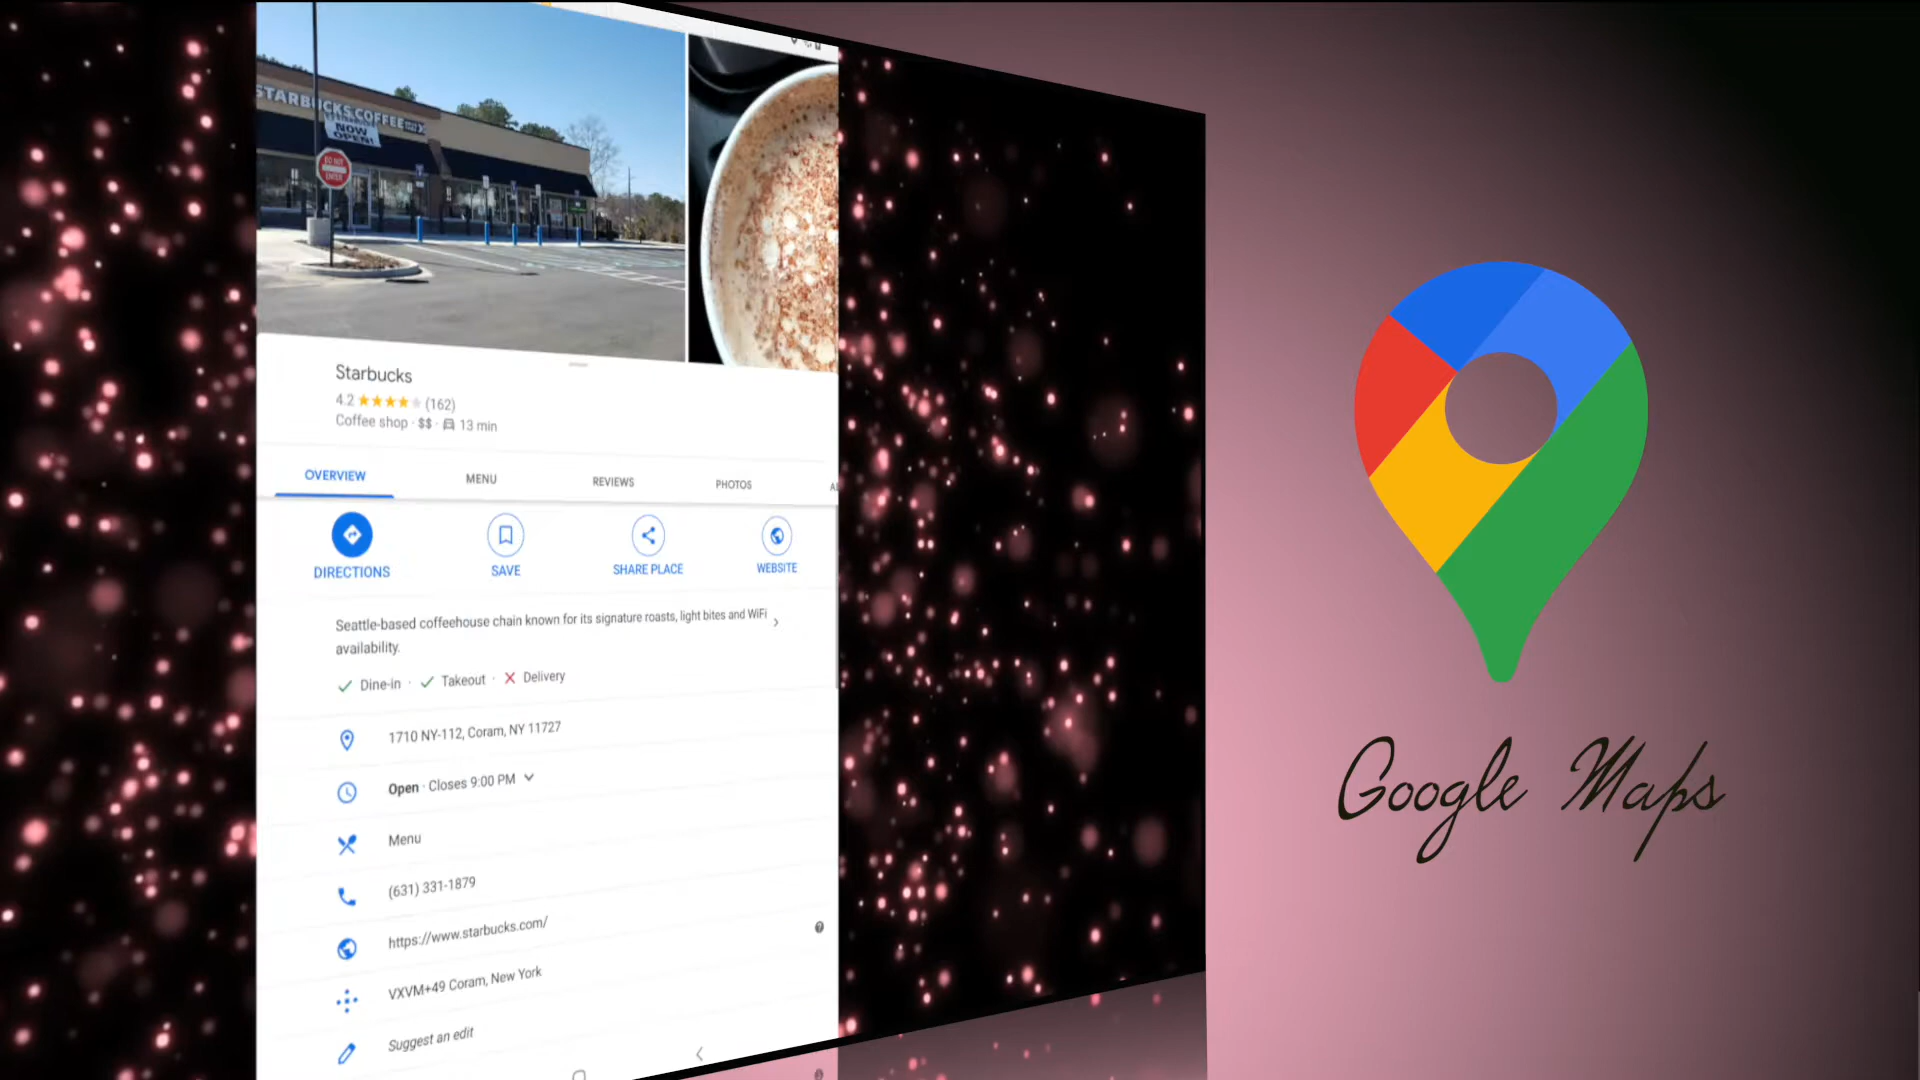 STARBUCKS COFFEE
NOW
OPEN!
DO NOT
ENTER
Starbucks
4.2 (162)
Coffee shop · $$ · 13 min
OVERVIEW MENU REVIEWS PHOTOS
DIRECTIONS SAVE SHARE PLACE WEBSITE
Seattle-based coffeehouse chain known for its signature roasts, light bites and WiFi
availability.
Dine-in · Takeout · Delivery
1710 NY-112, Coram, NY 11727
Open · Closes 9:00 PM
Menu
(631) 331-1879
https://www.starbucks.com/
VXVM+49 Coram, New York
Suggest an edit
Google Maps